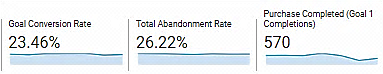 Goal Conversion Rate
23.46%
Total Abandonment Rate
26.22%
Purchase Completed (Goal 1
Completions)
570